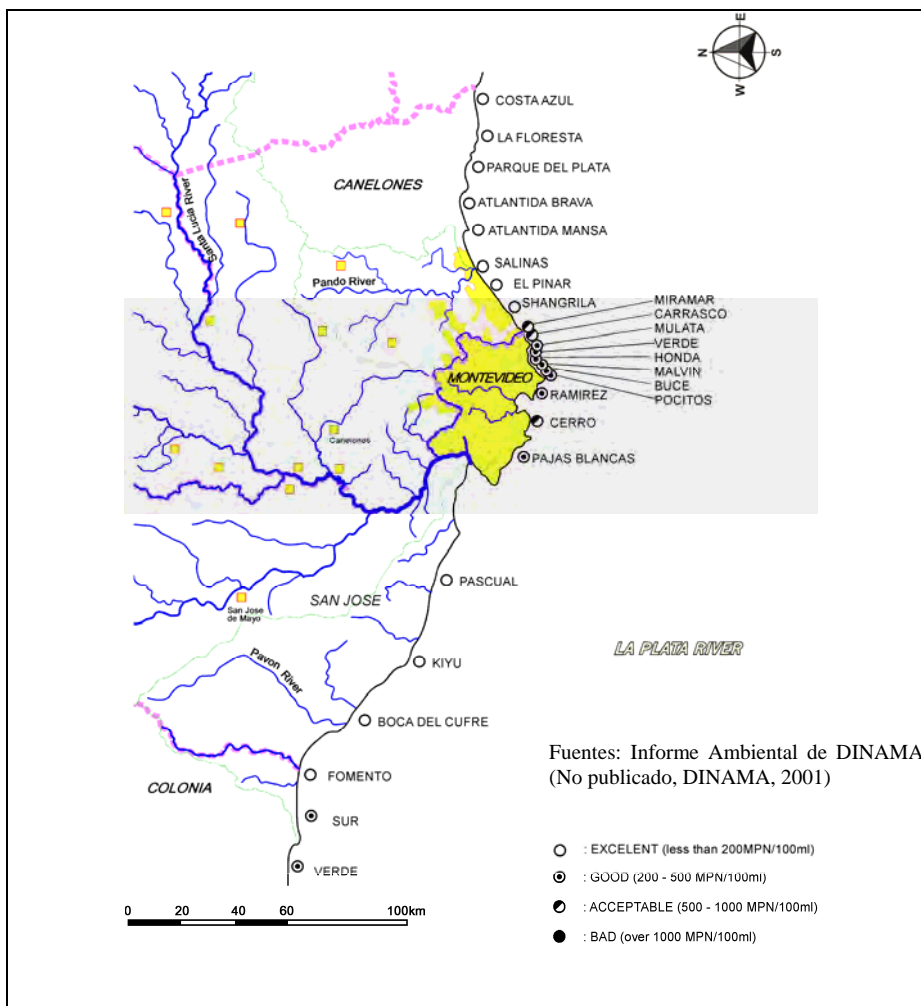 E
N
S
W
COSTA AZUL
LA FLORESTA
PARQUE DEL PLATA
CANELONES
ATLANTIDA BRAVA
Santa Lucia River
ATLANTIDA MANSA
SALINAS
Pando River
EL PINAR
SHANGRILA
MIRAMAR
CARRASCO
MULATA
VERDE
HONDA
MALVIN
BUCE
POCITOS
MONTEVIDEO
RAMIREZ
CERRO
Canelones
PAJAS BLANCAS
PASCUAL
SAN JOSE
San Jose
de Mayo
LA PLATA RIVER
KIYU
Pavon River
BOCA DEL CUFRE
Fuentes: Informe Ambiental de DINAMA
(No publicado, DINAMA, 2001)
FOMENTO
COLONIA
SUR
VERDE
: EXCELENT (less than 200MPN/100ml)
: GOOD (200 - 500 MPN/100ml)
: ACCEPTABLE (500 - 1000 MPN/100ml)
: BAD (over 1000 MPN/100ml)
0 20 40 60 100km